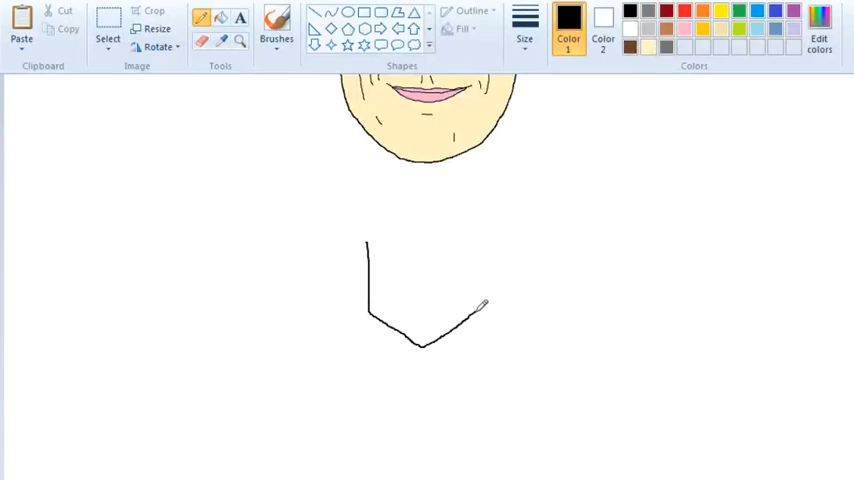 Cut
Copy
Paste
Clipboard
Crop
Resize
Rotate
Select
Image
A
Tools
Brushes
Outline
Fill
Shapes
Size
Color
1
Color
2
Edit
colors
Colors